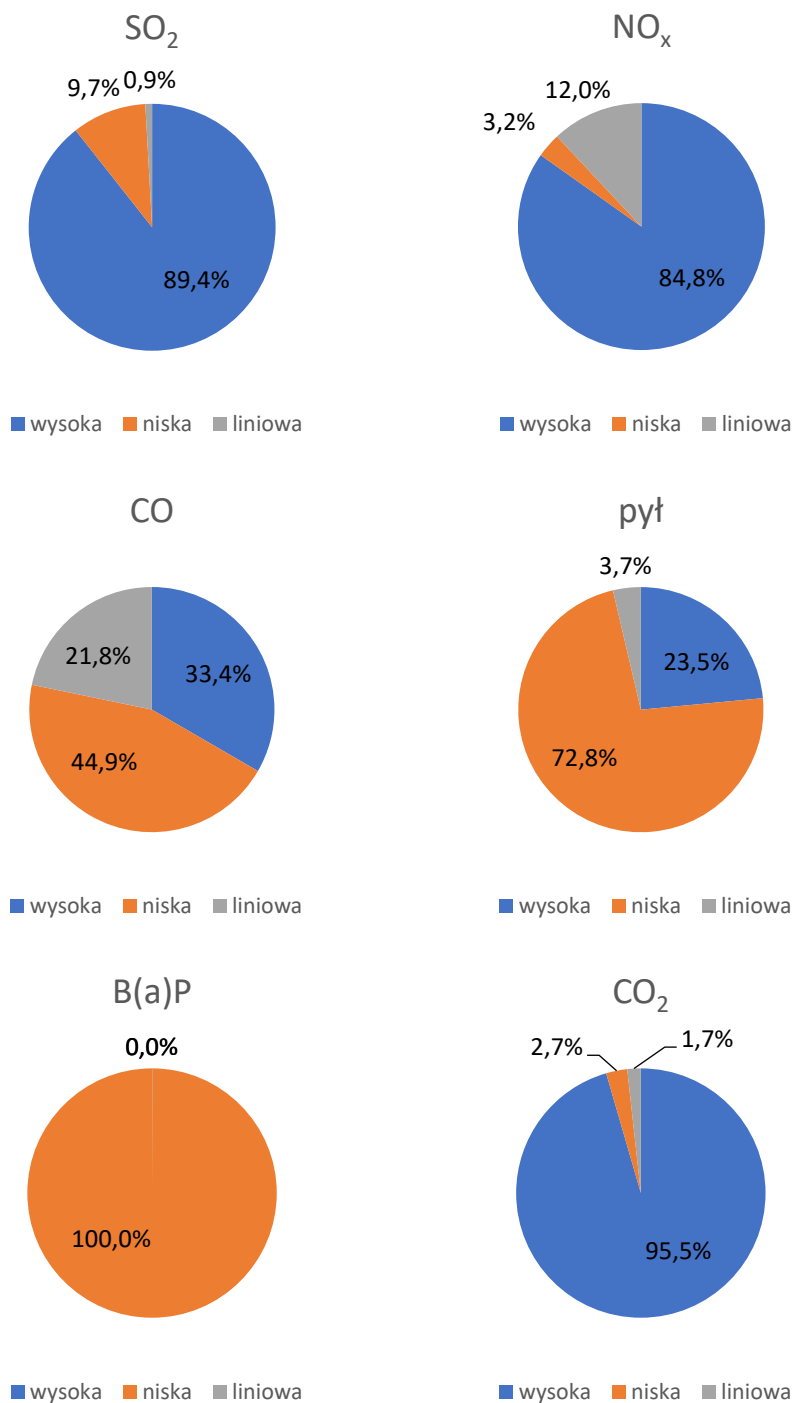 SO₂
9,7%
0,9%
89,4%
wysoka niska liniowa
NOₓ
12,0%
3,2%
84,8%
wysoka niska liniowa
CO
21,8%
33,4%
44,9%
wysoka niska liniowa
pył
3,7%
23,5%
72,8%
wysoka niska liniowa
B(a)P
0,0%
100,0%
wysoka niska liniowa
CO₂
2,7%
1,7%
95,5%
wysoka niska liniowa